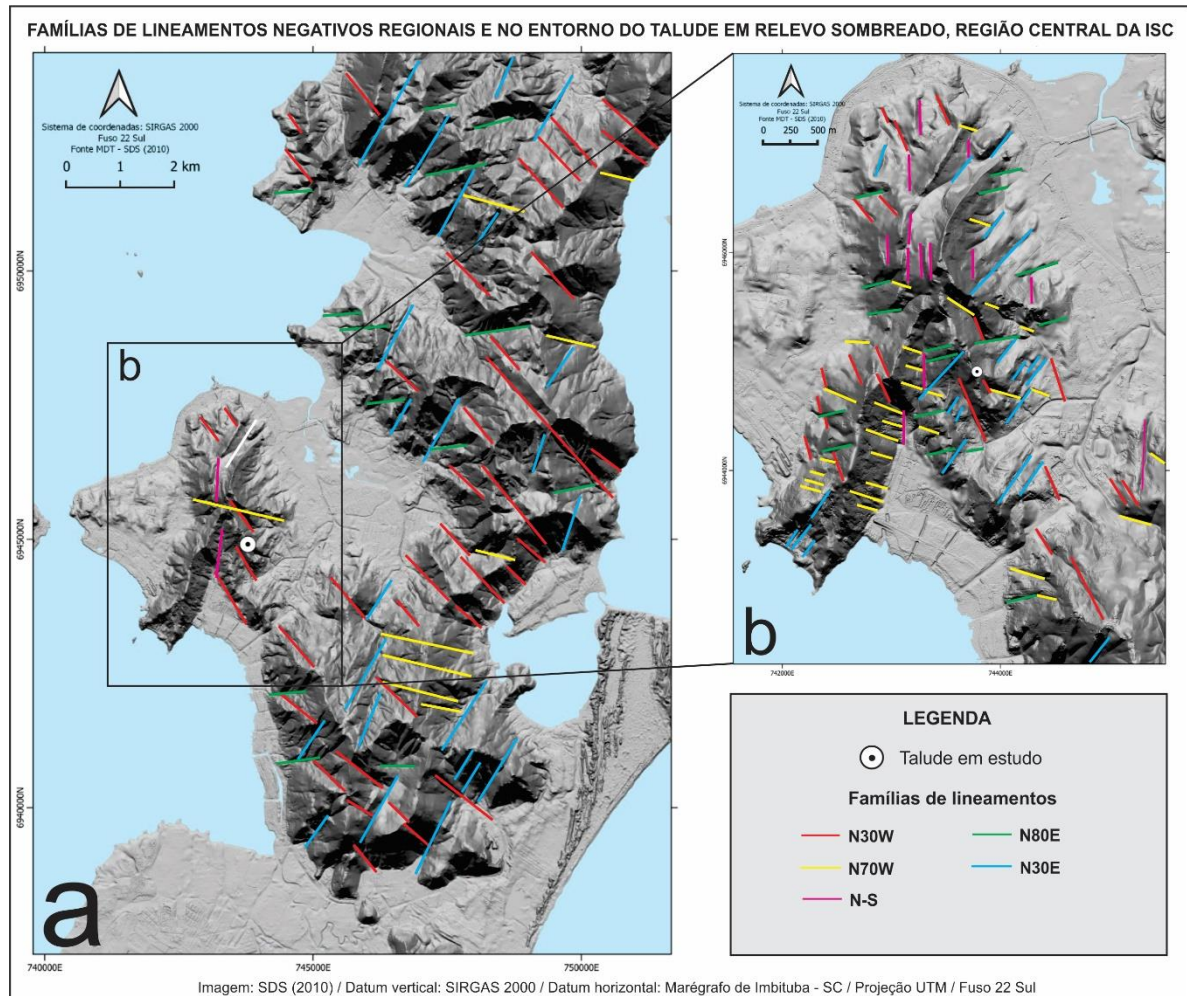 FAMÍLIAS DE LINEAMENTOS NEGATIVOS REGIONAIS E NO ENTORNO DO TALUDE EM RELEVO SOMBREADO, REGIÃO CENTRAL DA ISC
Sistema de coordenadas: SIRGAS 2000
Fuso 22 Sul
Fonte MDT - SDS (2010)
0 1 2 km
6950000N
6945000N
6940000N
740000E
745000E
750000E
b
a
Sistema de coordenadas: SIRGAS 2000
Fuso 22 Sul
Fonte MDT - SDS (2010)
0 250 500 m
6946000N
6944000N
742000E
744000E
b
LEGENDA
Talude em estudo
Famílias de lineamentos
N30W
N80E
N70W
N30E
N-S
Imagem: SDS (2010) / Datum vertical: SIRGAS 2000 / Datum horizontal: Marégrafo de Imbituba - SC / Projeção UTM / Fuso 22 Sul